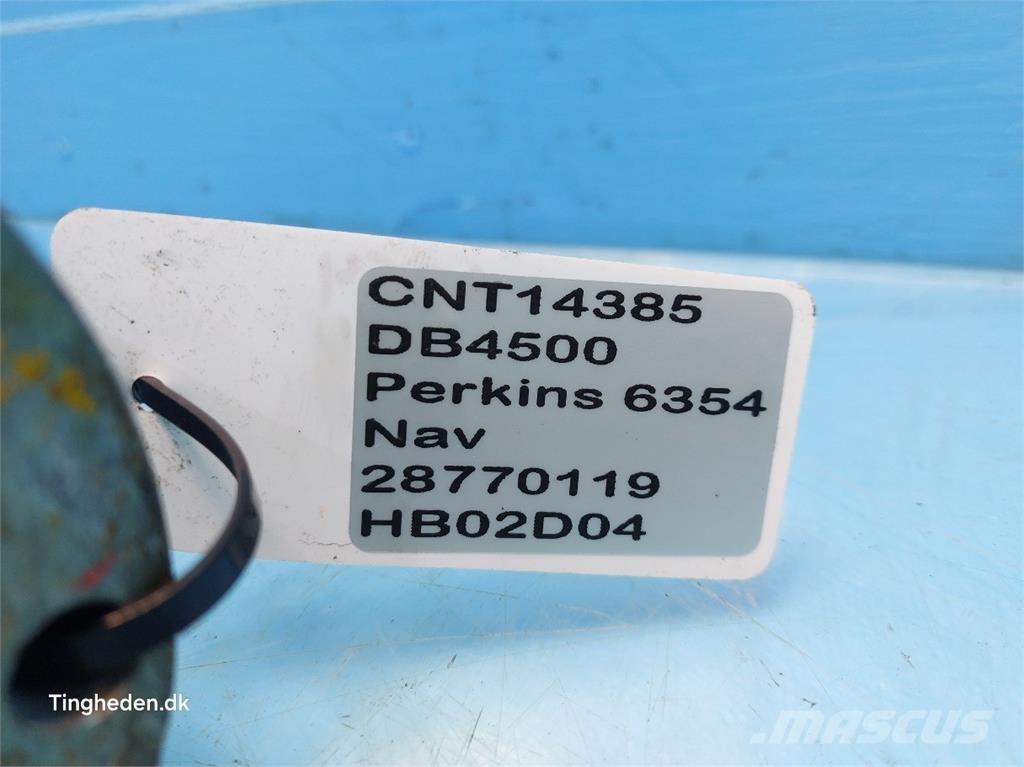 CNT14385
DB4500
Perkins 6354
Nav
28770119
HB02D04
Tingheden.dk
MASCUS